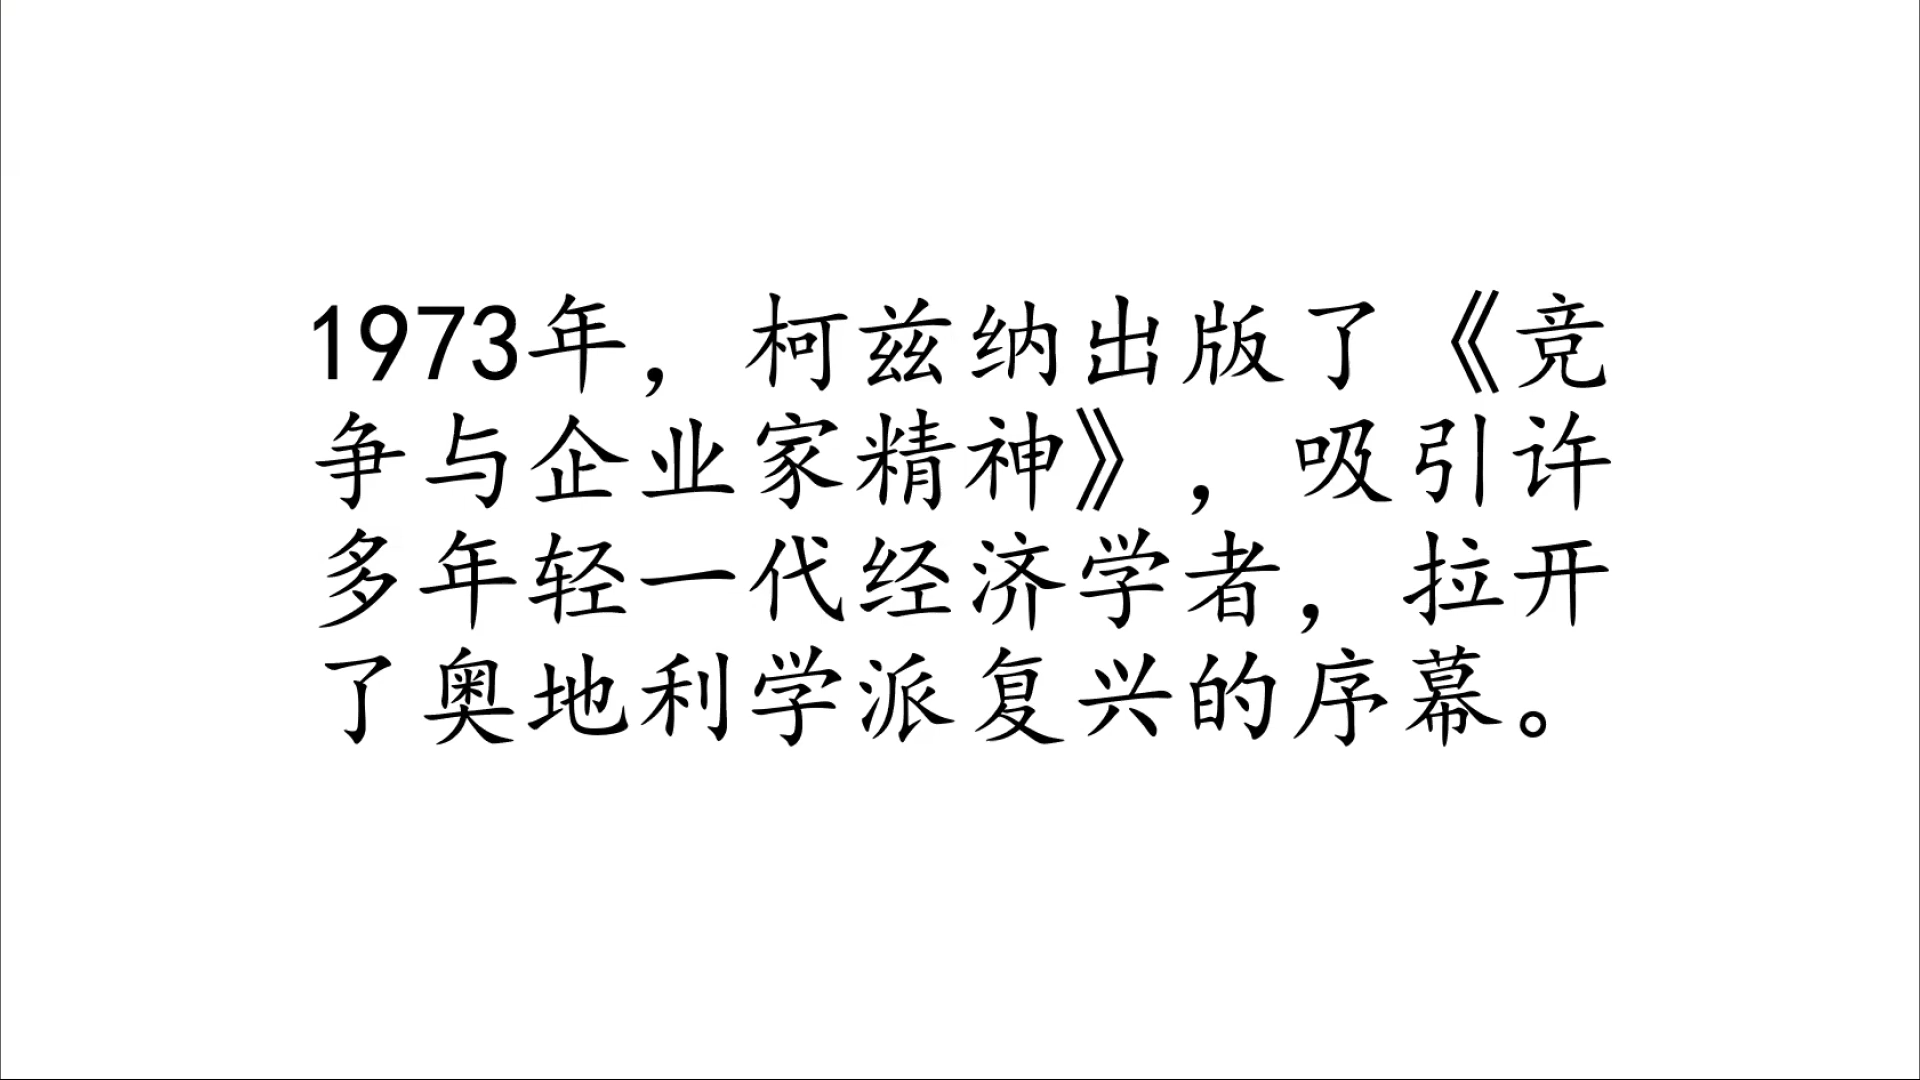 1973年，柯兹纳出版了《竞
争与企业家精神》，吸引许
多年轻一代经济学者，拉开
了奥地利学派复兴的序幕。